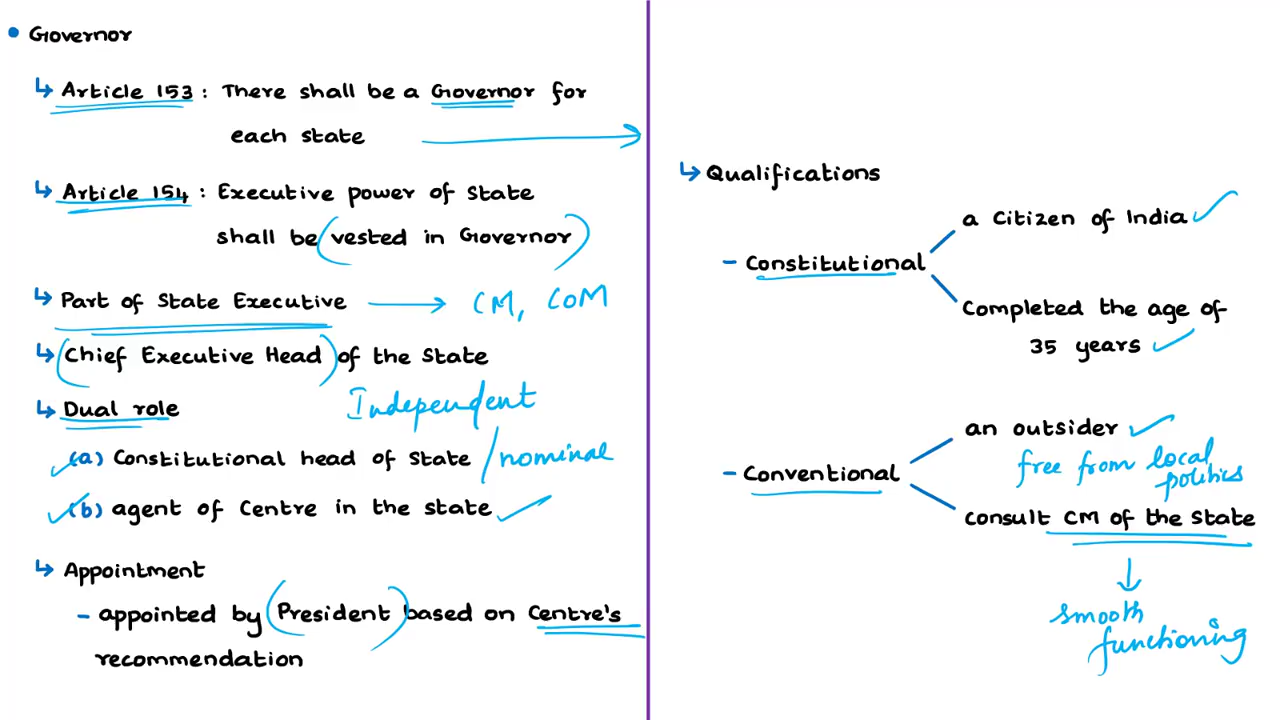 • Governor
↳ Article 153 : There shall be a Governor for
each state
↳ Article 154 : Executive power of State
shall be (vested in Governor)
↳ Part of State Executive → CM, COM
↳ (Chief Executive Head) of the State
↳ Dual role
Independent
(a) Constitutional head of State / nominal
(b) agent of Centre in the state
↳ Appointment
- appointed by (President) based on Centre's
recommendation
↳ Qualifications
a Citizen of India
- Constitutional
Completed the age of
35 years
an outsider
free from local
politics
- Conventional
consult CM of the State
smooth
functioning